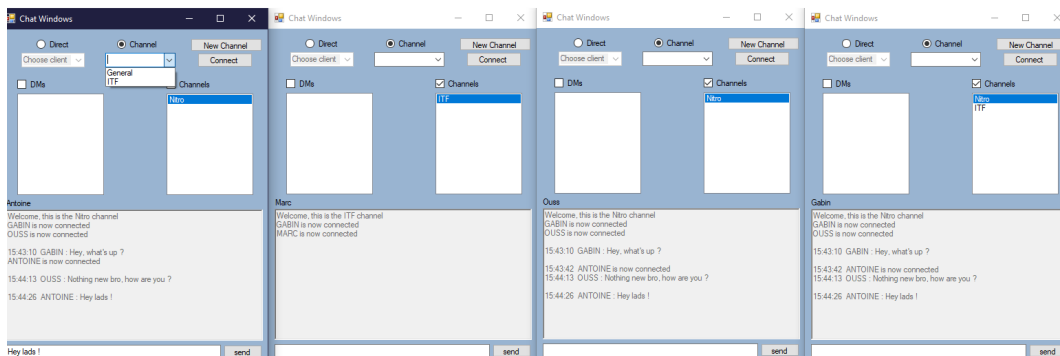 Chat Windows
Direct Channel New Channel
Choose client Connect
General
ITF
DMs Channels
Nitro
Antoine
Welcome, this is the Nitro channel
GABIN is now connected
OUSS is now connected
15:43:10 GABIN : Hey, what's up ?
ANTOINE is now connected
15:44:13 OUSS : Nothing new bro, how are you ?
15:44:26 ANTOINE : Hey lads !
Hey lads ! send
Chat Windows
Direct Channel New Channel
Choose client Connect
DMs Channels
ITF
Marc
Welcome, this is the ITF channel
GABIN is now connected
MARC is now connected
send
Chat Windows
Direct Channel New Channel
Choose client Connect
DMs Channels
Nitro
Ouss
Welcome, this is the Nitro channel
GABIN is now connected
OUSS is now connected
15:43:10 GABIN : Hey, what's up ?
15:43:42 ANTOINE is now connected
15:44:13 OUSS : Nothing new bro, how are you ?
15:44:26 ANTOINE : Hey lads !
send
Chat Windows
Direct Channel New Channel
Choose client Connect
DMs Channels
Nitro
ITF
Gabin
Welcome, this is the Nitro channel
GABIN is now connected
OUSS is now connected
15:43:10 GABIN : Hey, what's up ?
15:43:42 ANTOINE is now connected
15:44:13 OUSS : Nothing new bro, how are you ?
15:44:26 ANTOINE : Hey lads !
send